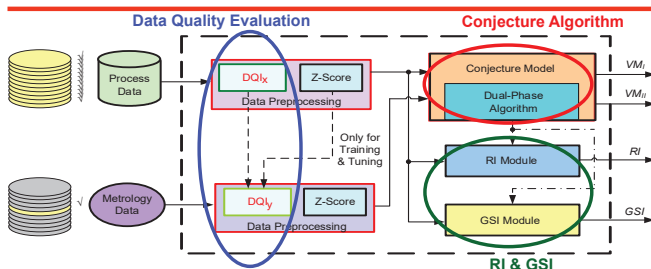 Data Quality Evaluation
Conjecture Algorithm
√
√
√
√
√
√
Process
Data
DQIx
Z-Score
Data Preprocessing
Conjecture Model
Dual-Phase
Algorithm
VMI
VMII
Only for
Training
& Tuning
RI Module
RI
√
Metrology
Data
DQIy
Z-Score
Data Preprocessing
GSI Module
GSI
RI & GSI